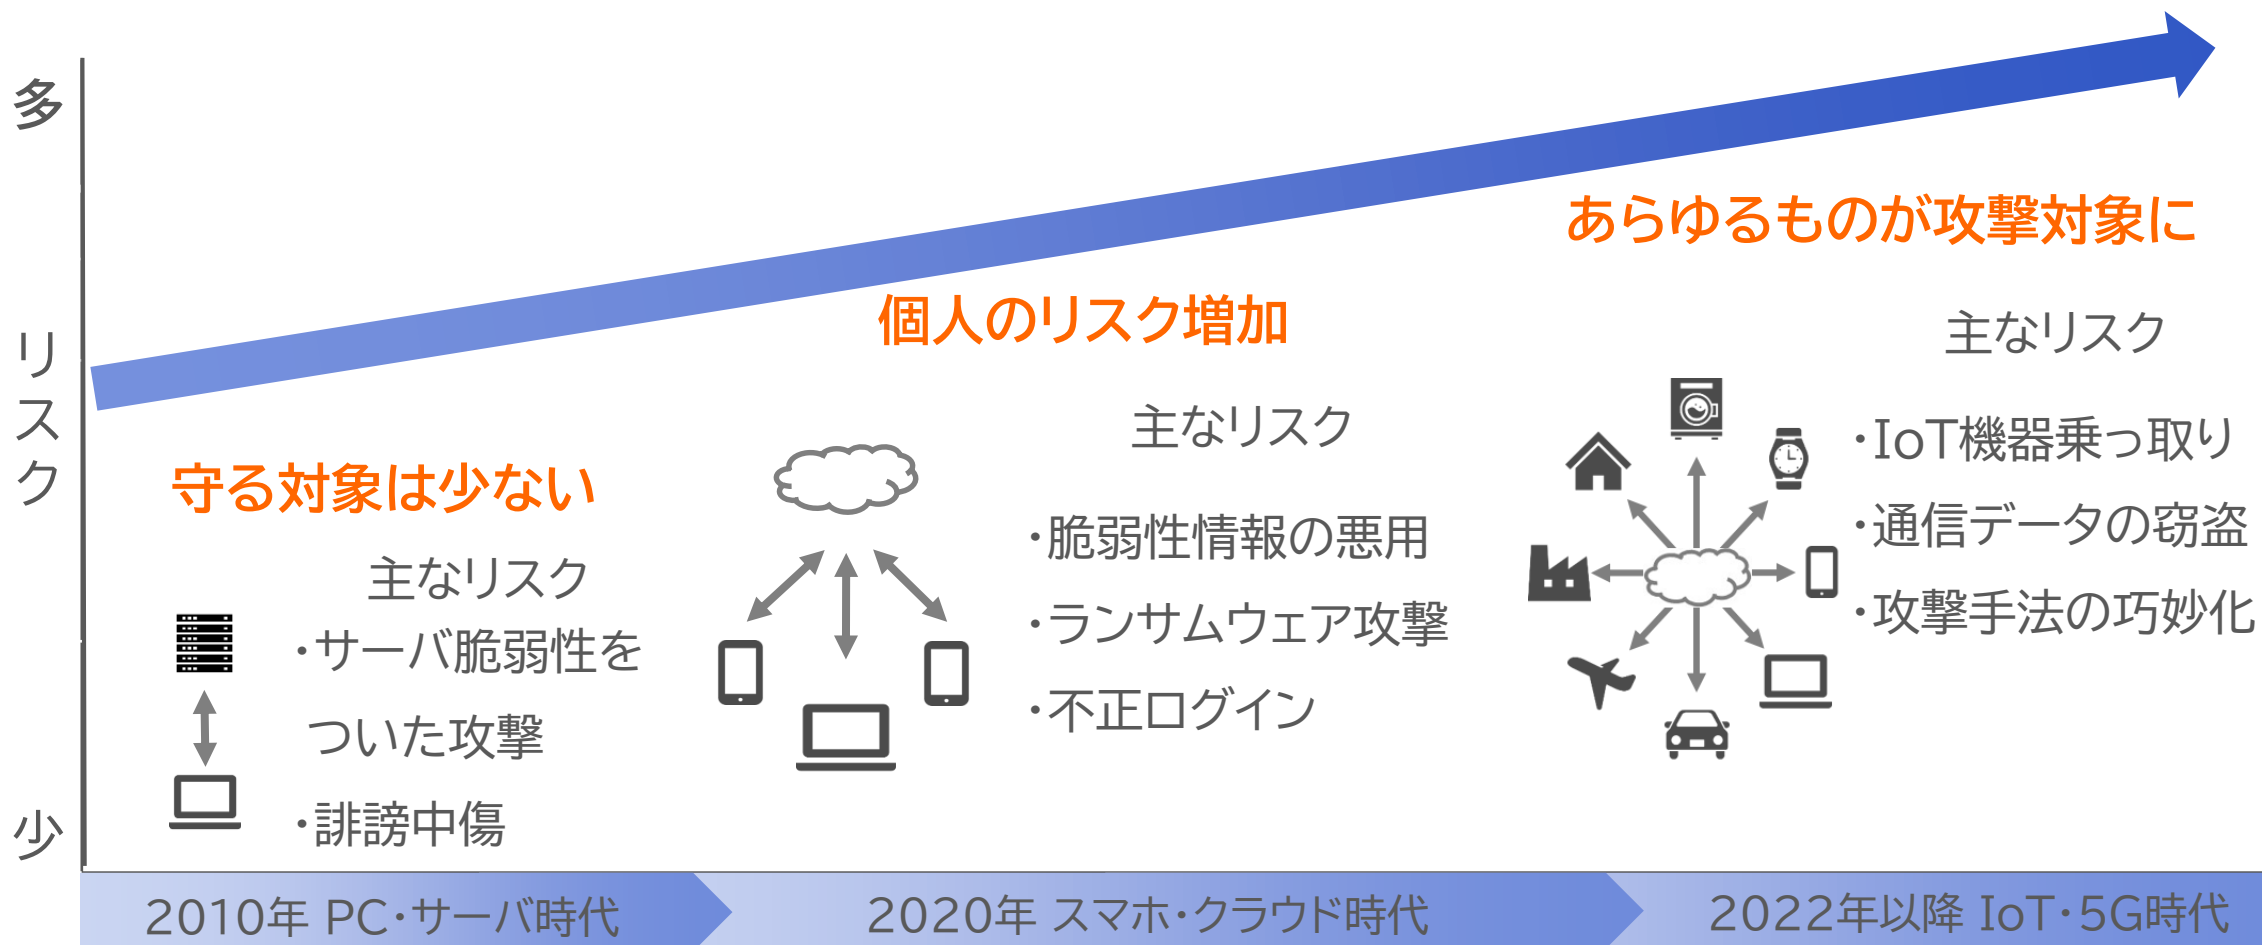 多
リスク
少
守る対象は少ない
主なリスク
・サーバ脆弱性を
ついた攻撃
・誹謗中傷
個人のリスク増加
主なリスク
・脆弱性情報の悪用
・ランサムウェア攻撃
・不正ログイン
あらゆるものが攻撃対象に
主なリスク
・IoT機器乗っ取り
・通信データの窃盗
・攻撃手法の巧妙化
2010年 PC・サーバ時代
2020年 スマホ・クラウド時代
2022年以降 IoT・5G時代